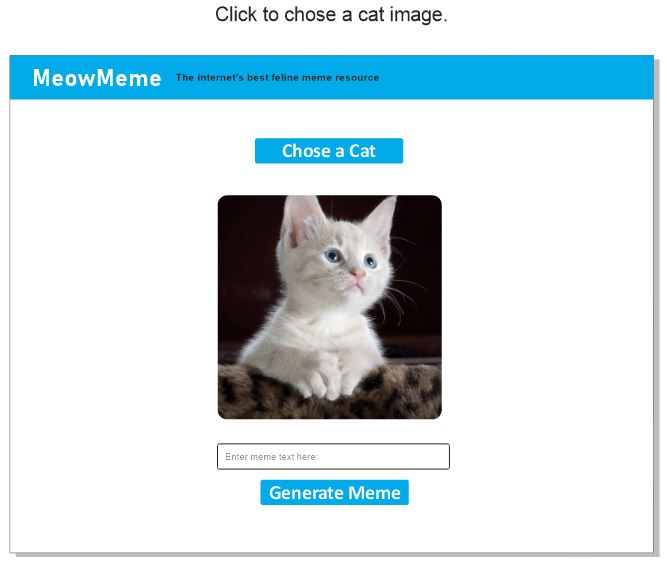 Click to chose a cat image.
MeowMeme The internet's best feline meme resource
Chose a Cat
Enter meme text here:
Generate Meme